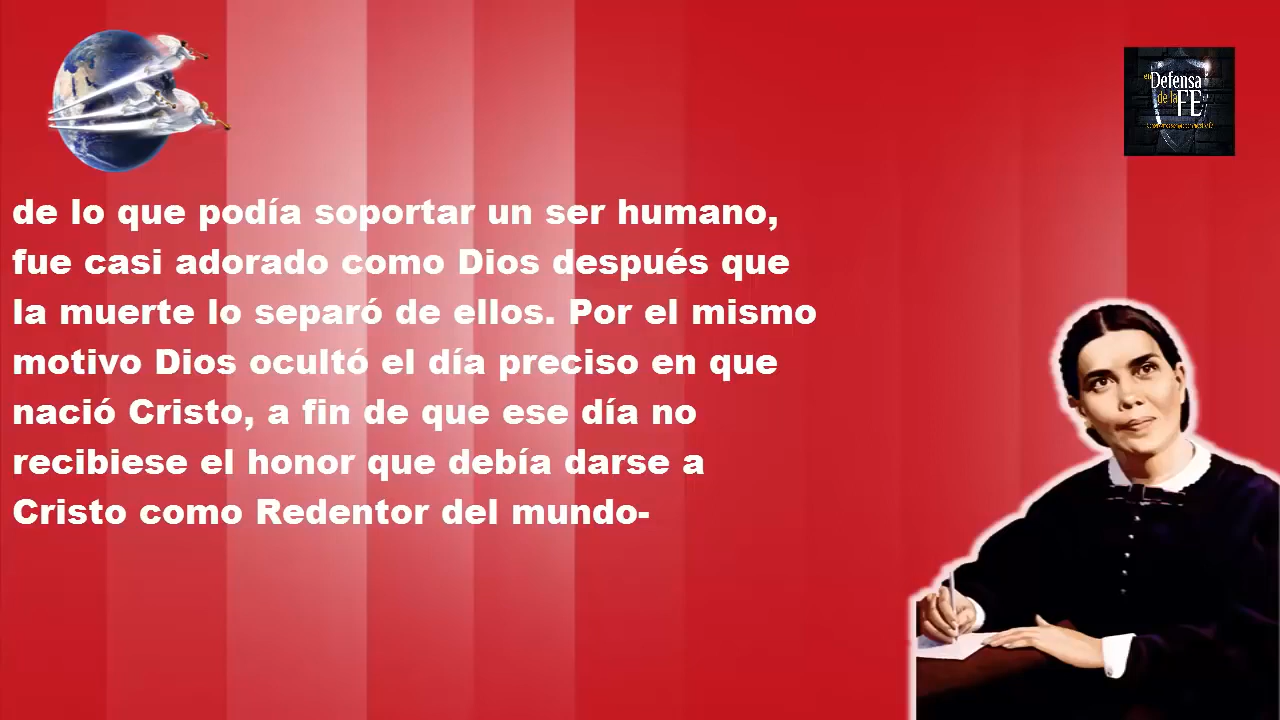 en
Defensa
de la FE
de lo que podía soportar un ser humano,
fue casi adorado como Dios después que
la muerte lo separó de ellos. Por el mismo
motivo Dios ocultó el día preciso en que
nació Cristo, a fin de que ese día no
recibiese el honor que debía darse a
Cristo como Redentor del mundo-